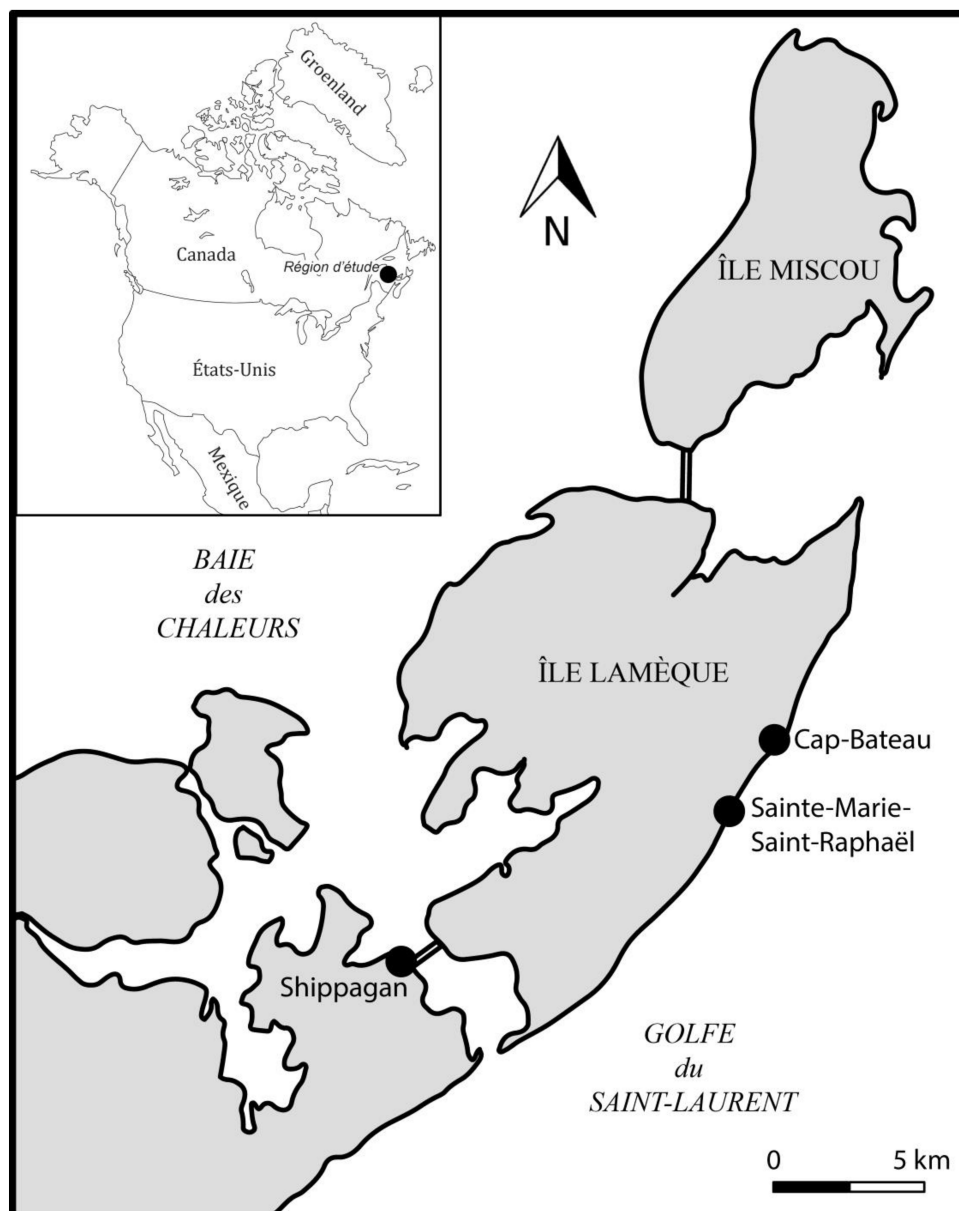 Groenland
Canada
Région d'étude
États-Unis
Mexique
N
ÎLE MISCOU
BAIE
des
CHALEURS
ÎLE LAMÈQUE
Cap-Bateau
Sainte-Marie-
Saint-Raphaël
Shippagan
GOLFE
du
SAINT-LAURENT
0 5 km